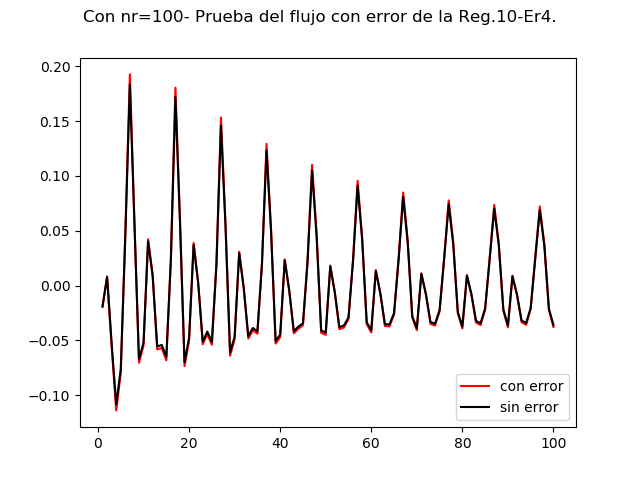 Con nr=100- Prueba del flujo con error de la Reg.10-Er4.
0.20
0.15
0.10
0.05
0.00
−0.05
−0.10
0 20 40 60 80 100
con error
sin error